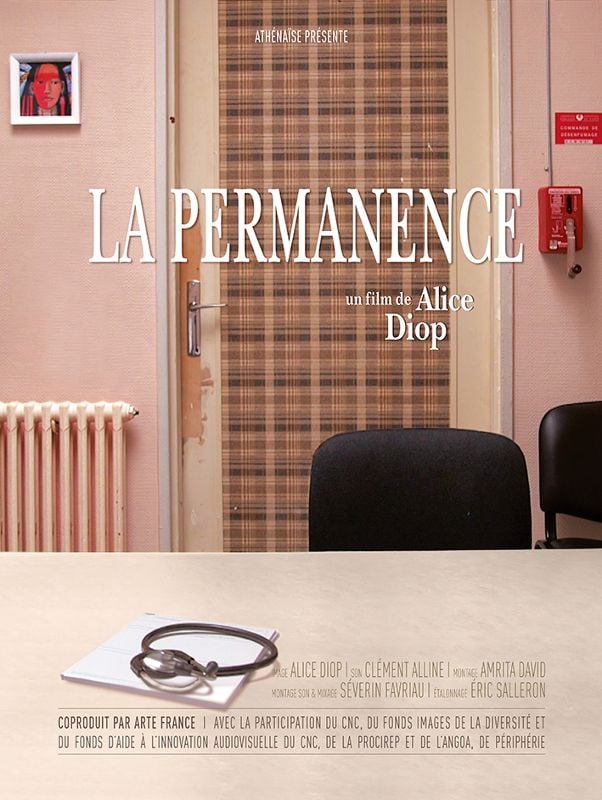 ATHÉNAÏSE PRÉSENTE
COMMANDE DE
DÉSENFUMAGE
LA PERMANENCE
un film de Alice
Diop
IMAGE ALICE DIOP | SON CLÉMENT ALLINE | MONTAGE AMRITA DAVID
MONTAGE SON & MIXAGE SÉVERIN FAVRIAU | ÉTALONNAGE ÉRIC SALLERON
COPRODUIT PAR ARTE FRANCE | AVEC LA PARTICIPATION DU CNC, DU FONDS IMAGES DE LA DIVERSITÉ ET
DU FONDS D'AIDE À L'INNOVATION AUDIOVISUELLE DU CNC, DE LA PROCIREP ET DE L'ANGOA, DE PÉRIPHÉRIE